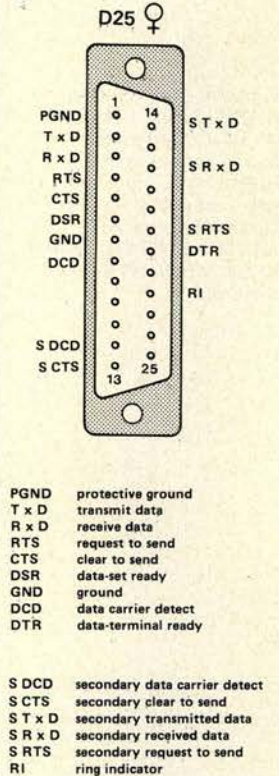 D25 ♀
1
14
PGND
T x D
R x D
RTS
CTS
DSR
GND
DCD
S DCD
S CTS
S T x D
S R x D
S RTS
DTR
RI
13
25
PGND protective ground
T x D transmit data
R x D receive data
RTS request to send
CTS clear to send
DSR data-set ready
GND ground
DCD data carrier detect
DTR data-terminal ready
S DCD secondary data carrier detect
S CTS secondary clear to send
S T x D secondary transmitted data
S R x D secondary received data
S RTS secondary request to send
RI ring indicator